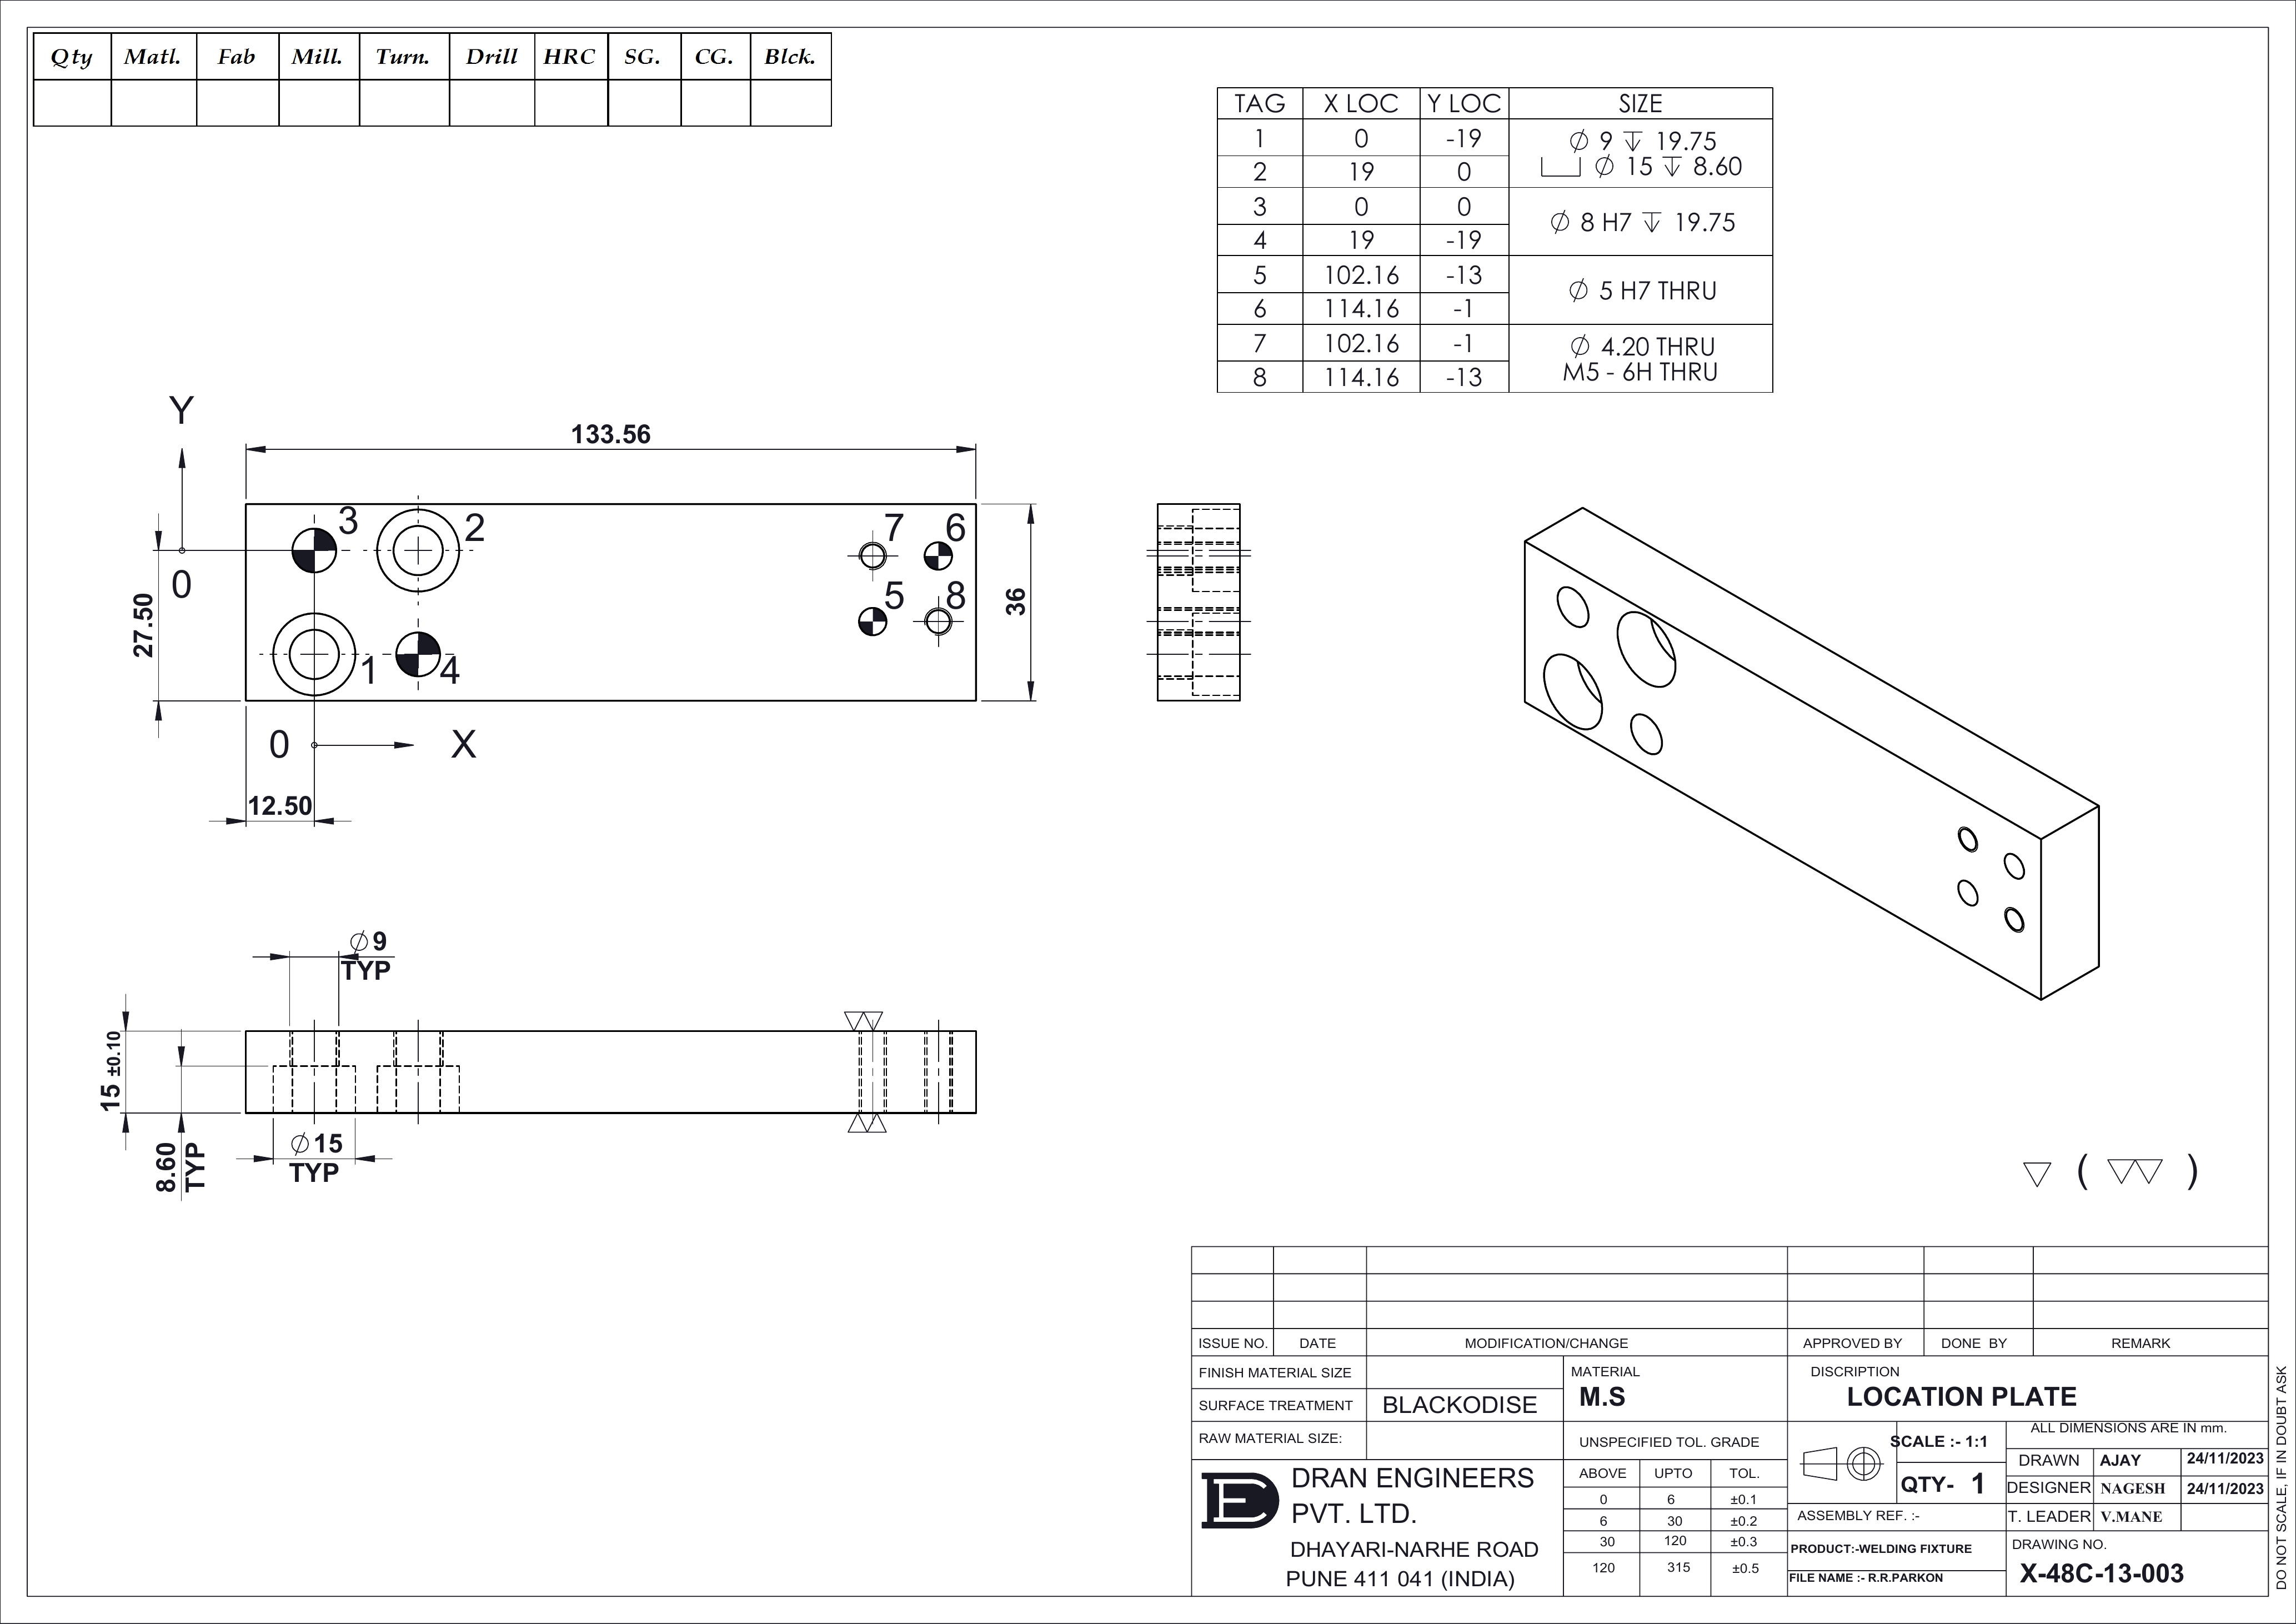 Qty Matl. Fab Mill. Turn. Drill HRC SG. CG. Blck.
TAG X LOC Y LOC SIZE
1 0 -19 ∅ 9 ↧ 19.75
2 19 0 ⌴ ∅ 15 ↧ 8.60
3 0 0 ∅ 8 H7 ↧ 19.75
4 19 -19
5 102.16 -13 ∅ 5 H7 THRU
6 114.16 -1
7 102.16 -1 ∅ 4.20 THRU
8 114.16 -13 M5 - 6H THRU
Y
133.56
3 2 7 6
0
5 8
27.50
36
1 4
0 X
12.50
∅9
TYP
15 ±0.10
8.60
TYP
∅15
TYP
( )
ISSUE NO. DATE MODIFICATION/CHANGE APPROVED BY DONE BY REMARK
FINISH MATERIAL SIZE
SURFACE TREATMENT BLACKODISE
RAW MATERIAL SIZE:
MATERIAL
M.S
DISCRIPTION
LOCATION PLATE
UNSPECIFIED TOL. GRADE
ABOVE UPTO TOL.
0 6 ±0.1
6 30 ±0.2
30 120 ±0.3
120 315 ±0.5
DRAN ENGINEERS
PVT. LTD.
DHAYARI-NARHE ROAD
PUNE 411 041 (INDIA)
SCALE :- 1:1
QTY- 1
ALL DIMENSIONS ARE IN mm.
DRAWN AJAY 24/11/2023
DESIGNER NAGESH 24/11/2023
T. LEADER V.MANE
ASSEMBLY REF. :-
PRODUCT:-WELDING FIXTURE
FILE NAME :- R.R.PARKON
DRAWING NO.
X-48C-13-003
DO NOT SCALE, IF IN DOUBT ASK